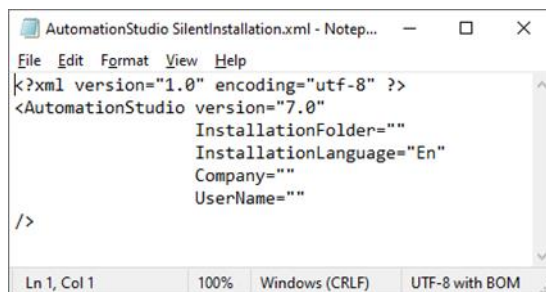 AutomationStudio SilentInstallation.xml - Notep...
File Edit Format View Help
<?xml version="1.0" encoding="utf-8" ?>
<AutomationStudio version="7.0"
InstallationFolder=""
InstallationLanguage="En"
Company=""
UserName=""
/>
Ln 1, Col 1 100% Windows (CRLF) UTF-8 with BOM